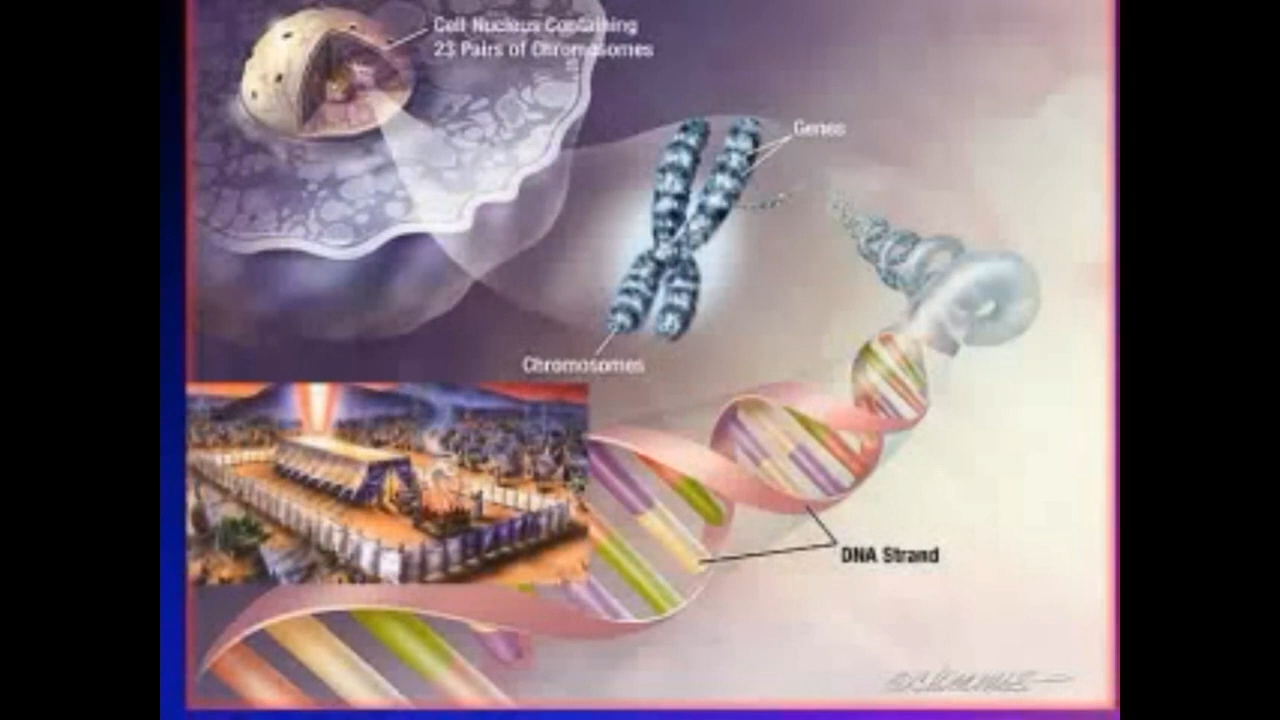 Cell Nucleus Containing
23 Pairs of Chromosomes
Genes
Chromosomes
DNA Strand